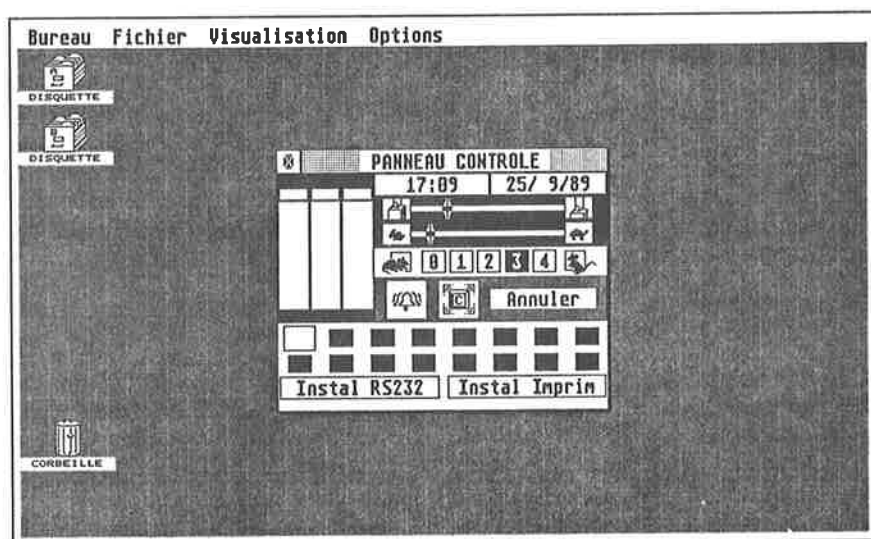 Bureau Fichier Visualisation Options
DISQUETTE
DISQUETTE
PANNEAU CONTROLE
17:09 25/ 9/89
0 1 2 3 4
C Annuler
Instal RS232 Instal Imprim
CORBEILLE